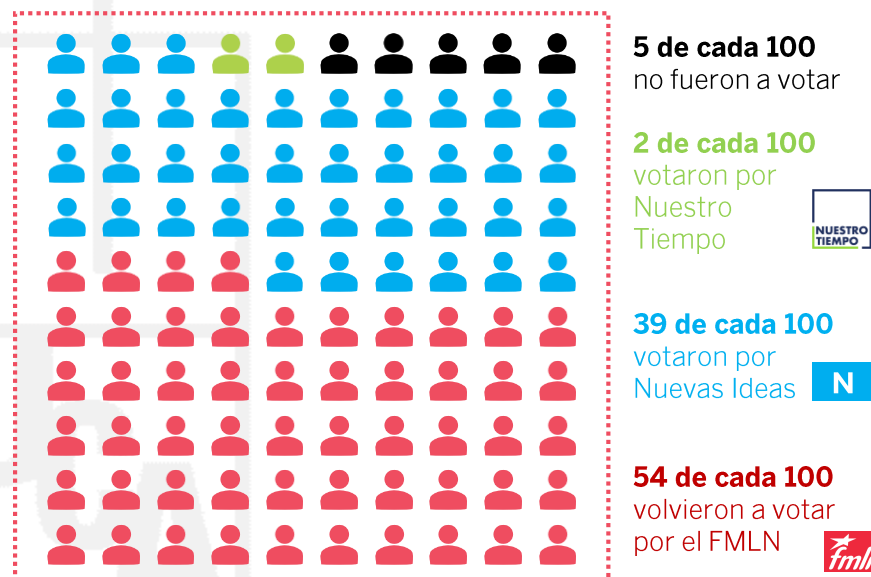 5 de cada 100
no fueron a votar
2 de cada 100
votaron por
Nuestro
Tiempo
NUESTRO
TIEMPO
39 de cada 100
votaron por
Nuevas Ideas
N
54 de cada 100
volvieron a votar
por el FMLN
fmln